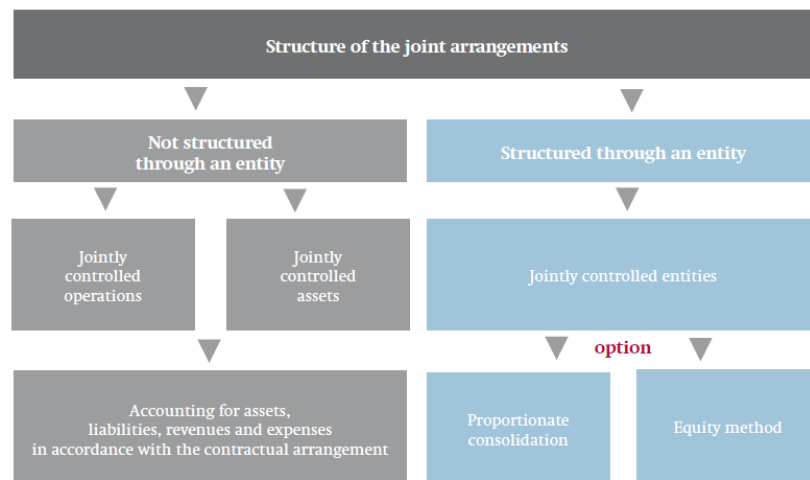 Structure of the joint arrangements
Not structured
through an entity
Structured through an entity
Jointly
controlled
operations
Jointly
controlled
assets
Jointly controlled entities
option
Accounting for assets,
liabilities, revenues and expenses
in accordance with the contractual arrangement
Proportionate
consolidation
Equity method